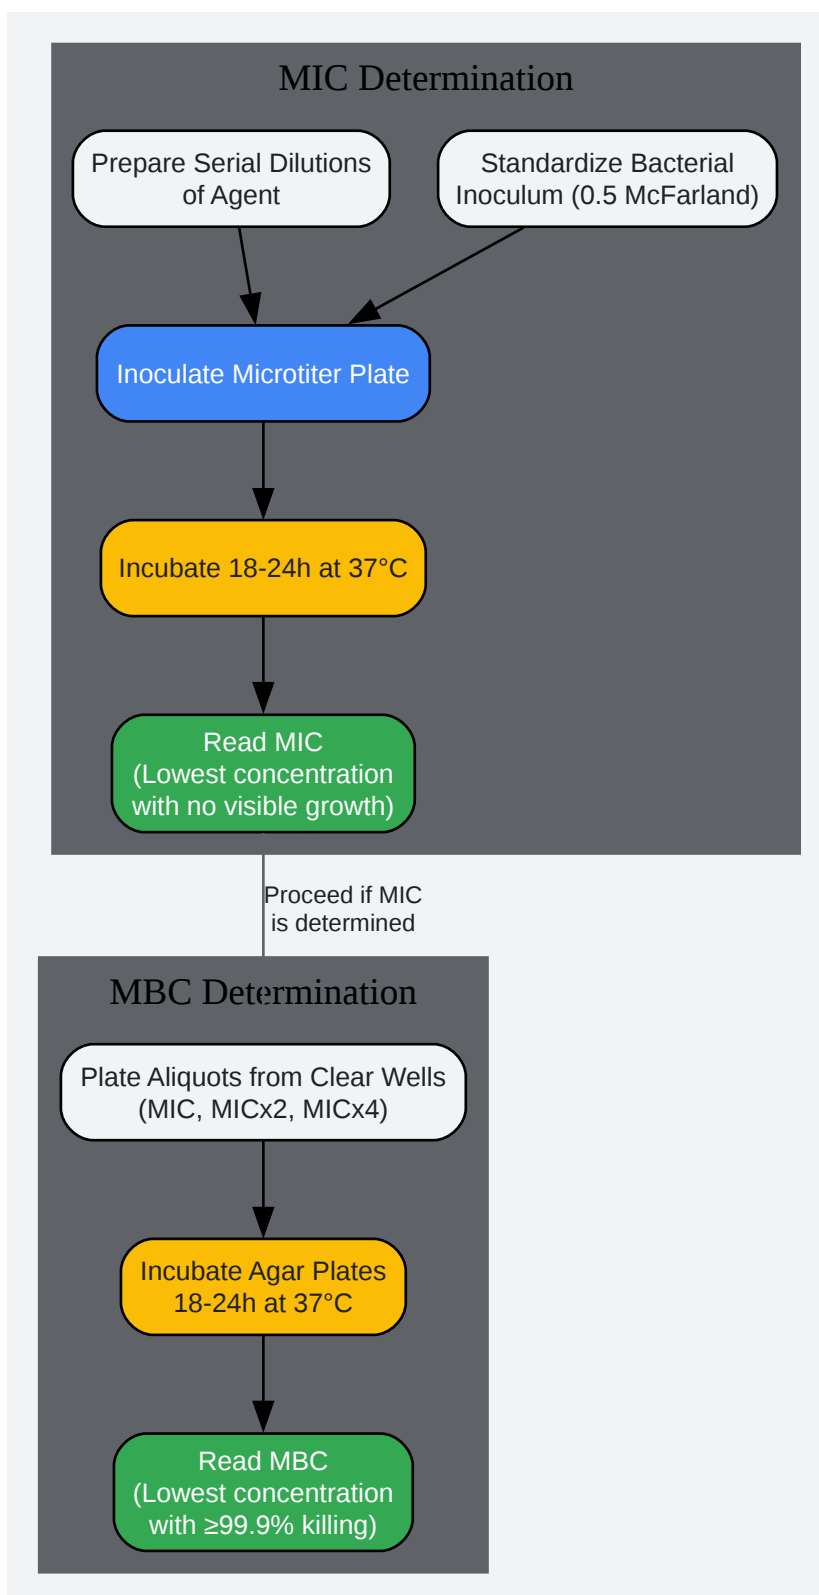 MIC Determination
Prepare Serial Dilutions
of Agent
Standardize Bacterial
Inoculum (0.5 McFarland)
Inoculate Microtiter Plate
Incubate 18-24h at 37°C
Read MIC
(Lowest concentration
with no visible growth)
Proceed if MIC
is determined
MBC Determination
Plate Aliquots from Clear Wells
(MIC, MICx2, MICx4)
Incubate Agar Plates
18-24h at 37°C
Read MBC
(Lowest concentration
with ≥99.9% killing)